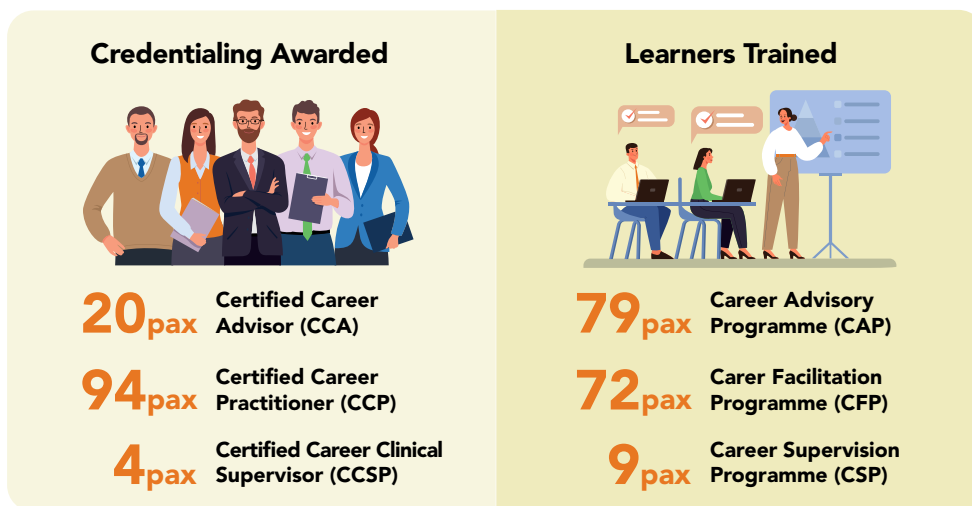 Credentialing Awarded
20pax
Certified Career
Advisor (CCA)
94pax
Certified Career
Practitioner (CCP)
4pax
Certified Career Clinical
Supervisor (CCSP)
Learners Trained
79pax
Career Advisory
Programme (CAP)
72pax
Carer Facilitation
Programme (CFP)
9pax
Career Supervision
Programme (CSP)